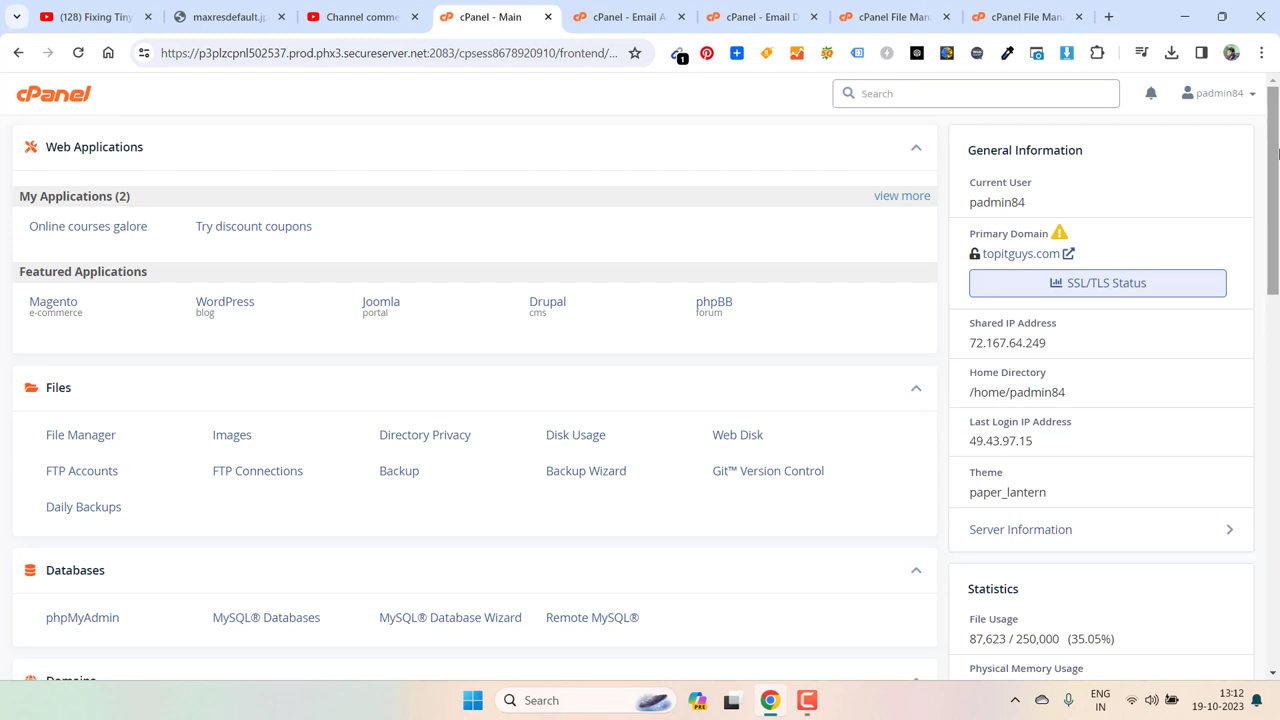 (128) Fixing Tiny
maxresdefault.j
Channel comme
cPanel - Main
cPanel - Email A
cPanel - Email D
cPanel File Man
cPanel File Man
https://p3plzcpnl502537.prod.phx3.secureserver.net:2083/cpsess8678920910/frontend/...
1
cPanel
Search
padmin84
Web Applications
My Applications (2)
view more
Online courses galore
Try discount coupons
Featured Applications
Magento
e-commerce
WordPress
blog
Joomla
portal
Drupal
cms
phpBB
forum
Files
File Manager
Images
Directory Privacy
Disk Usage
Web Disk
FTP Accounts
FTP Connections
Backup
Backup Wizard
Git™ Version Control
Daily Backups
Databases
phpMyAdmin
MySQL® Databases
MySQL® Database Wizard
Remote MySQL®
General Information
Current User
padmin84
Primary Domain
topitguys.com
SSL/TLS Status
Shared IP Address
72.167.64.249
Home Directory
/home/padmin84
Last Login IP Address
49.43.97.15
Theme
paper_lantern
Server Information
Statistics
File Usage
87,623 / 250,000 (35.05%)
Physical Memory Usage
Search
PRE
ENG
IN
13:12
19-10-2023